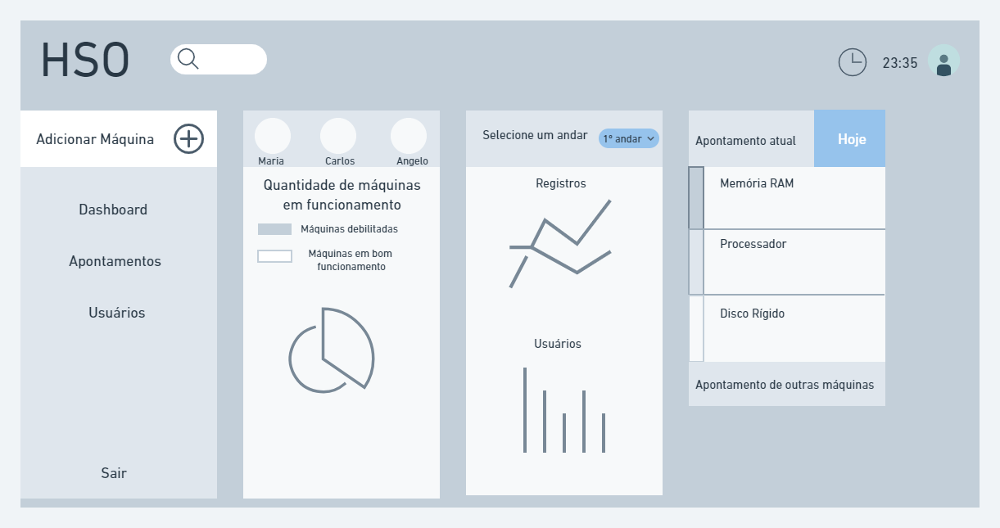 HSO
23:35
Adicionar Máquina
Dashboard
Apontamentos
Usuários
Sair
Maria
Carlos
Angelo
Quantidade de máquinas
em funcionamento
Máquinas debilitadas
Máquinas em bom
funcionamento
Selecione um andar
1º andar
Registros
Usuários
Apontamento atual
Hoje
Memória RAM
Processador
Disco Rígido
Apontamento de outras máquinas